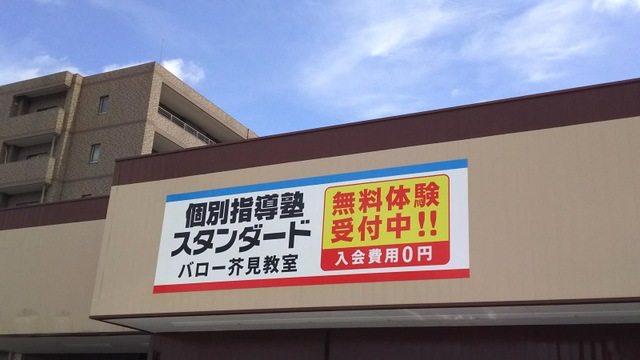 個別指導塾
スタンダード
バロー芥見教室
無料体験
受付中!!
入会費用0円